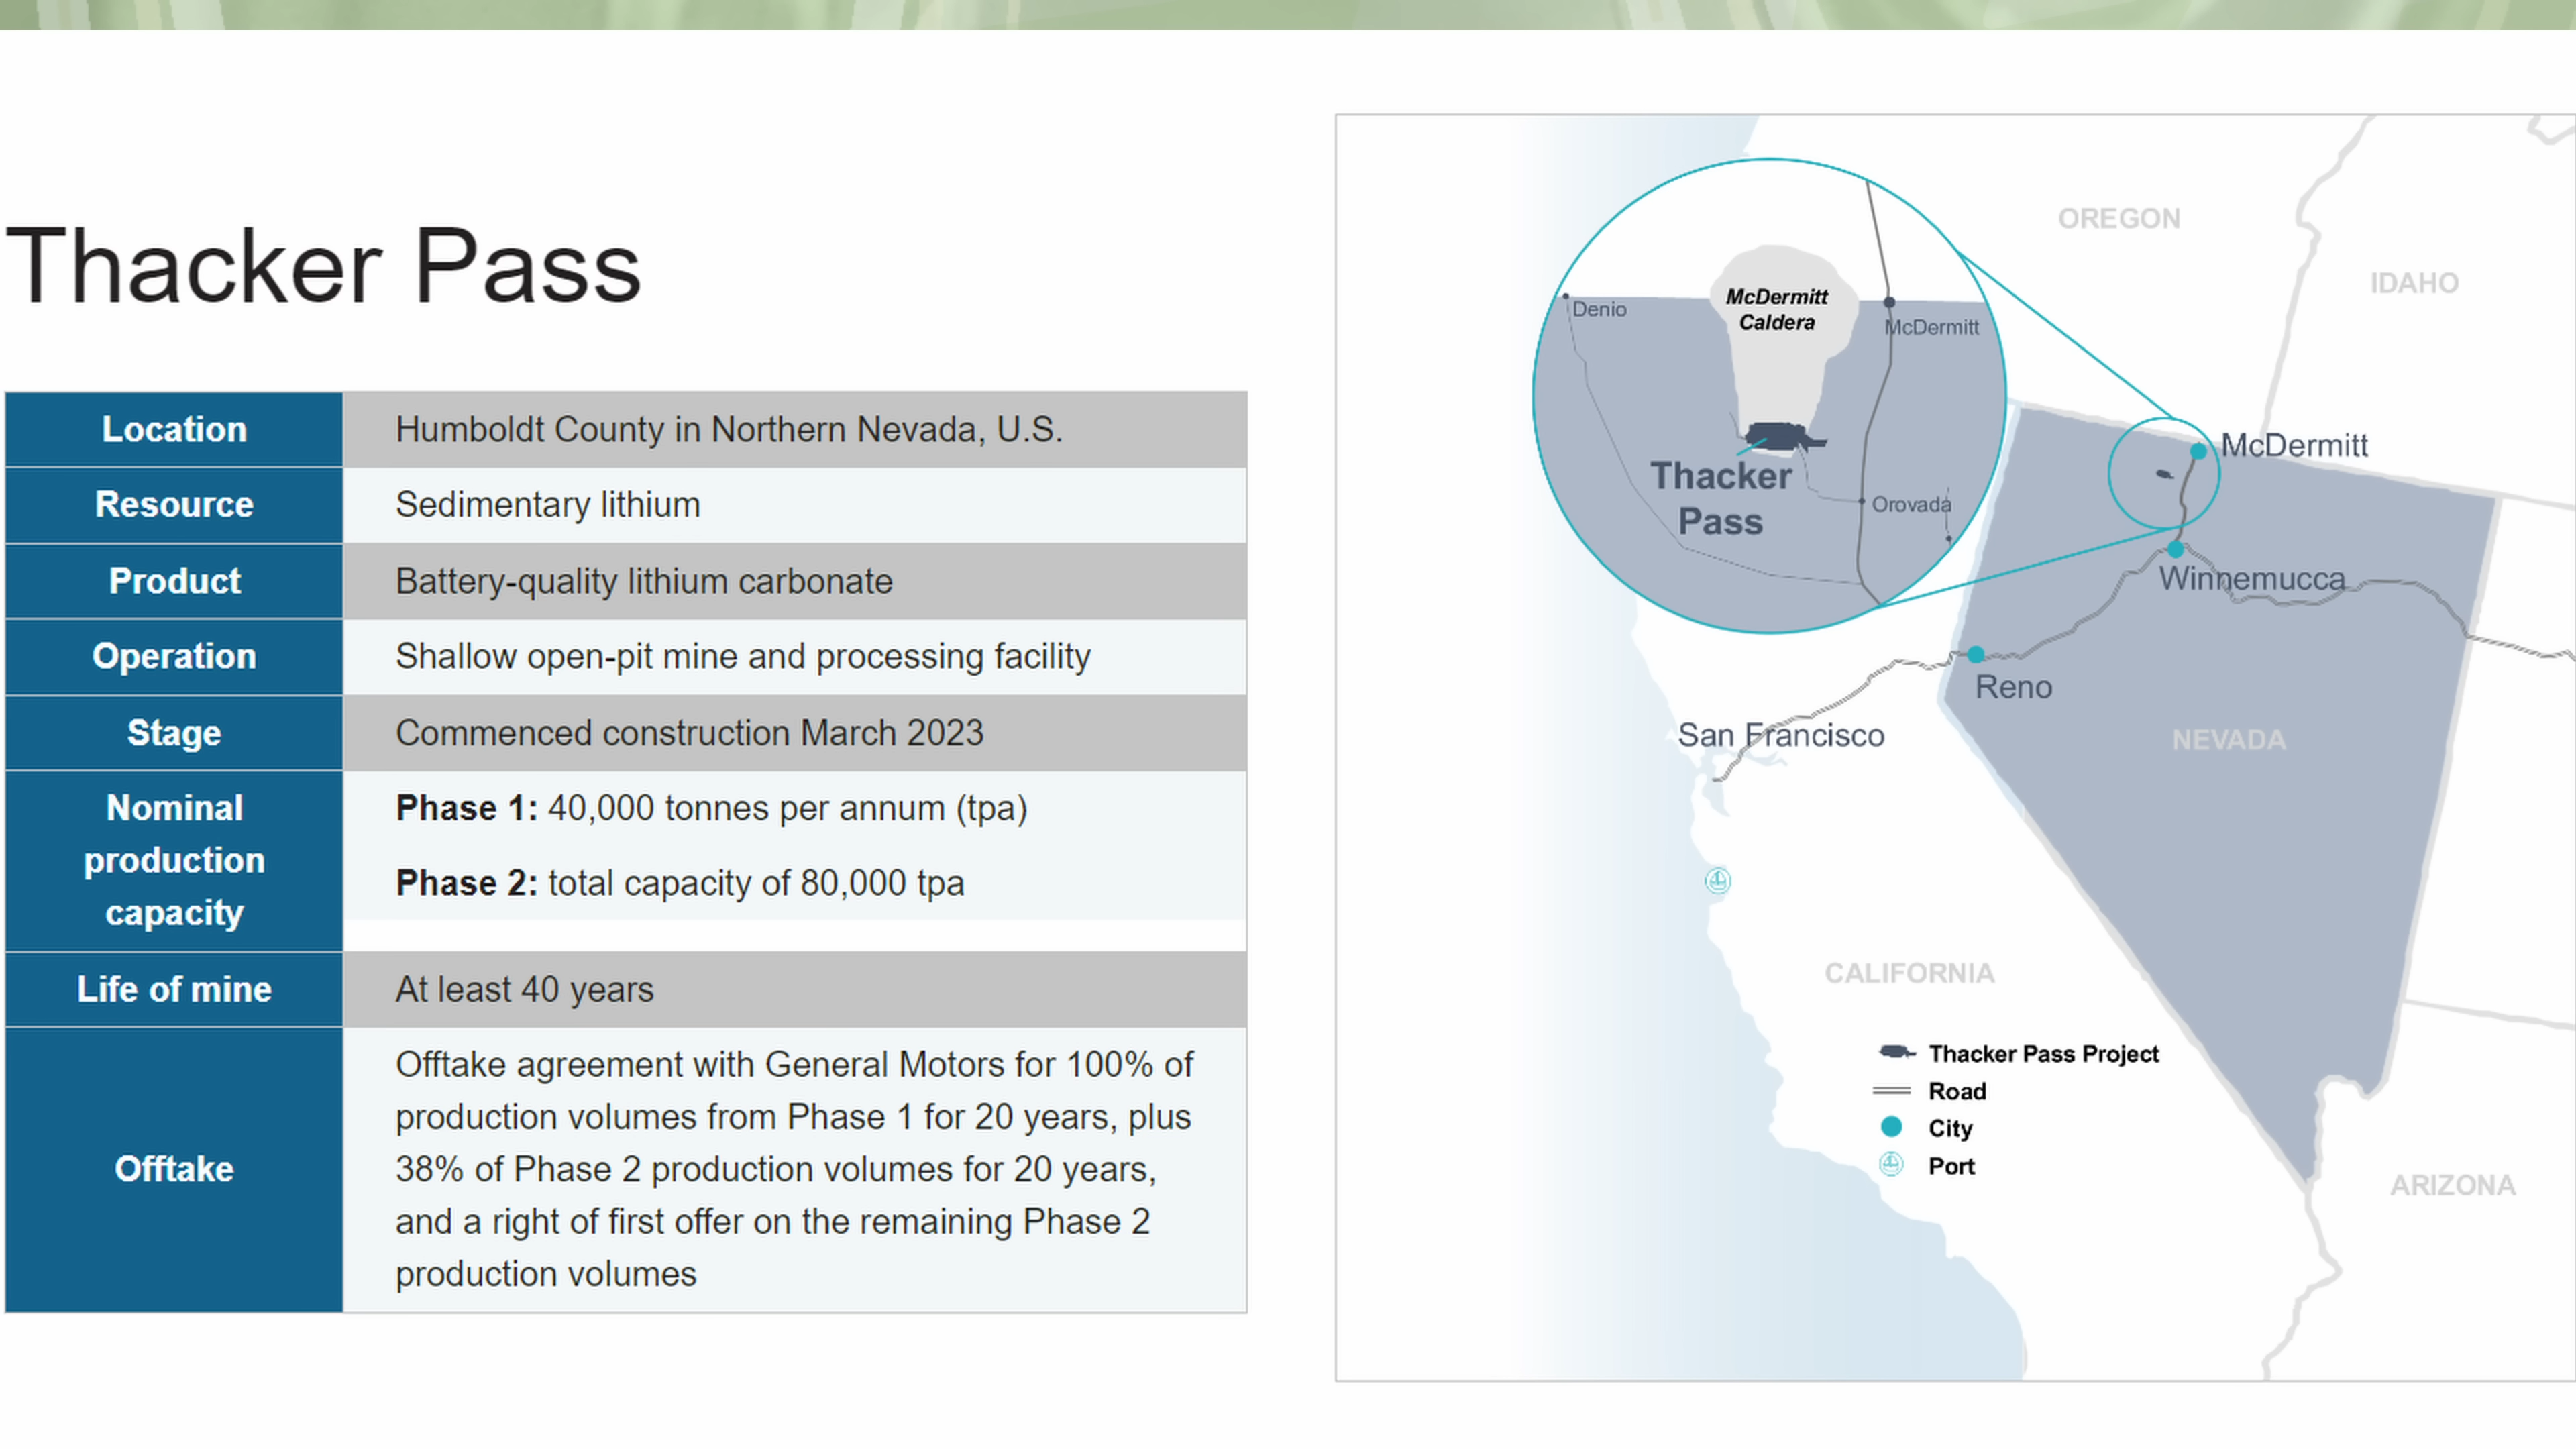 Thacker Pass
Location
Humboldt County in Northern Nevada, U.S.
Resource
Sedimentary lithium
Product
Battery-quality lithium carbonate
Operation
Shallow open-pit mine and processing facility
Stage
Commenced construction March 2023
Nominal
production
capacity
Phase 1: 40,000 tonnes per annum (tpa)
Phase 2: total capacity of 80,000 tpa
Life of mine
At least 40 years
Offtake
Offtake agreement with General Motors for 100% of
production volumes from Phase 1 for 20 years, plus
38% of Phase 2 production volumes for 20 years,
and a right of first offer on the remaining Phase 2
production volumes
OREGON
IDAHO
McDermitt
Caldera
Denio
McDermitt
Thacker
Pass
Orovada
McDermitt
Winnemucca
Reno
San Francisco
NEVADA
CALIFORNIA
Thacker Pass Project
Road
City
Port
ARIZONA